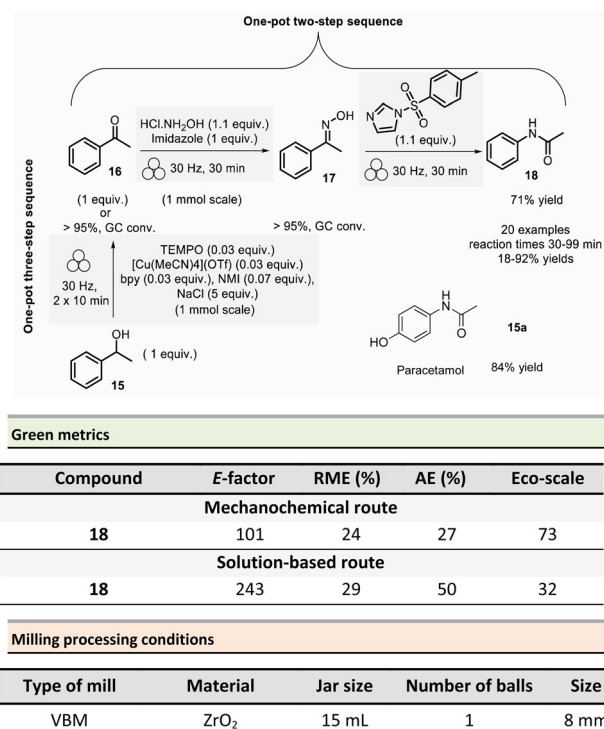 One-pot two-step sequence
One-pot three-step sequence
O
16
(1 equiv.)
or
> 95%, GC conv.
HCl.NH2OH (1.1 equiv.)
Imidazole (1 equiv.)
30 Hz, 30 min
(1 mmol scale)
N
OH
17
> 95%, GC conv.
N
N
O
S
O
(1.1 equiv.)
30 Hz, 30 min
H
N
O
18
71% yield
20 examples
reaction times 30-99 min
18-92% yields
30 Hz,
2 x 10 min
TEMPO (0.03 equiv.)
[Cu(MeCN)4](OTf) (0.03 equiv.)
bpy (0.03 equiv.), NMI (0.07 equiv.),
NaCl (5 equiv.)
(1 mmol scale)
OH
15
( 1 equiv.)
H
N
O
HO
15a
Paracetamol
84% yield
Green metrics
Compound E-factor RME (%) AE (%) Eco-scale
Mechanochemical route
18 101 24 27 73
Solution-based route
18 243 29 50 32
Milling processing conditions
Type of mill Material Jar size Number of balls Size
VBM ZrO2 15 mL 1 8 mm